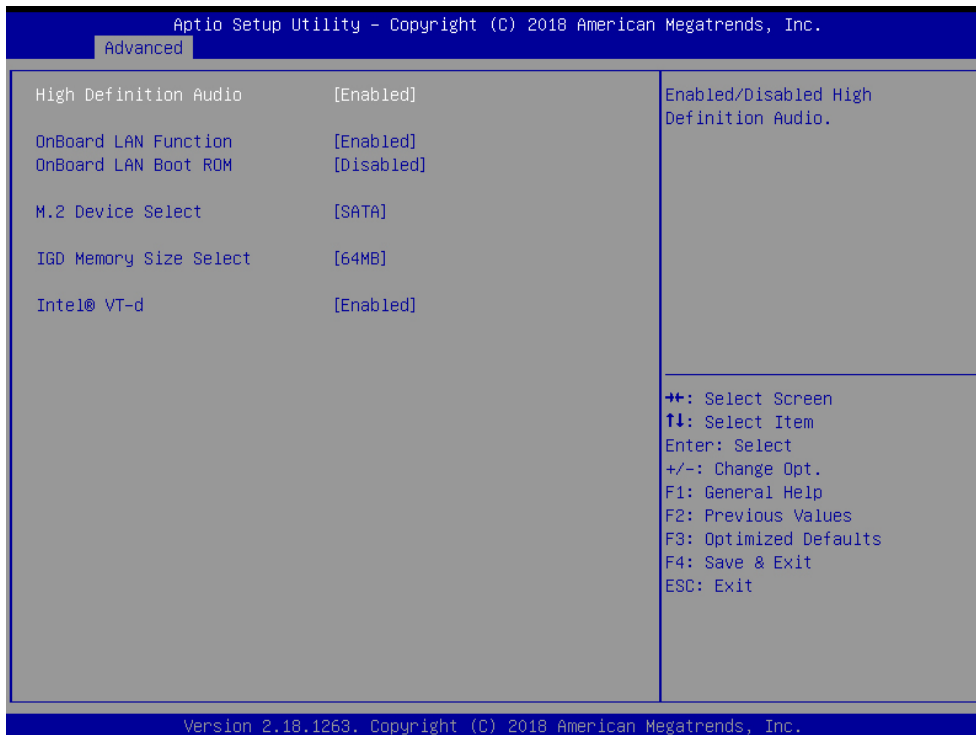 Aptio Setup Utility – Copyright (C) 2018 American Megatrends, Inc.
Advanced
High Definition Audio [Enabled]
OnBoard LAN Function [Enabled]
OnBoard LAN Boot ROM [Disabled]
M.2 Device Select [SATA]
IGD Memory Size Select [64MB]
Intel® VT-d [Enabled]
Enabled/Disabled High
Definition Audio.
→←: Select Screen
↑↓: Select Item
Enter: Select
+/-: Change Opt.
F1: General Help
F2: Previous Values
F3: Optimized Defaults
F4: Save & Exit
ESC: Exit
Version 2.18.1263. Copyright (C) 2018 American Megatrends, Inc.